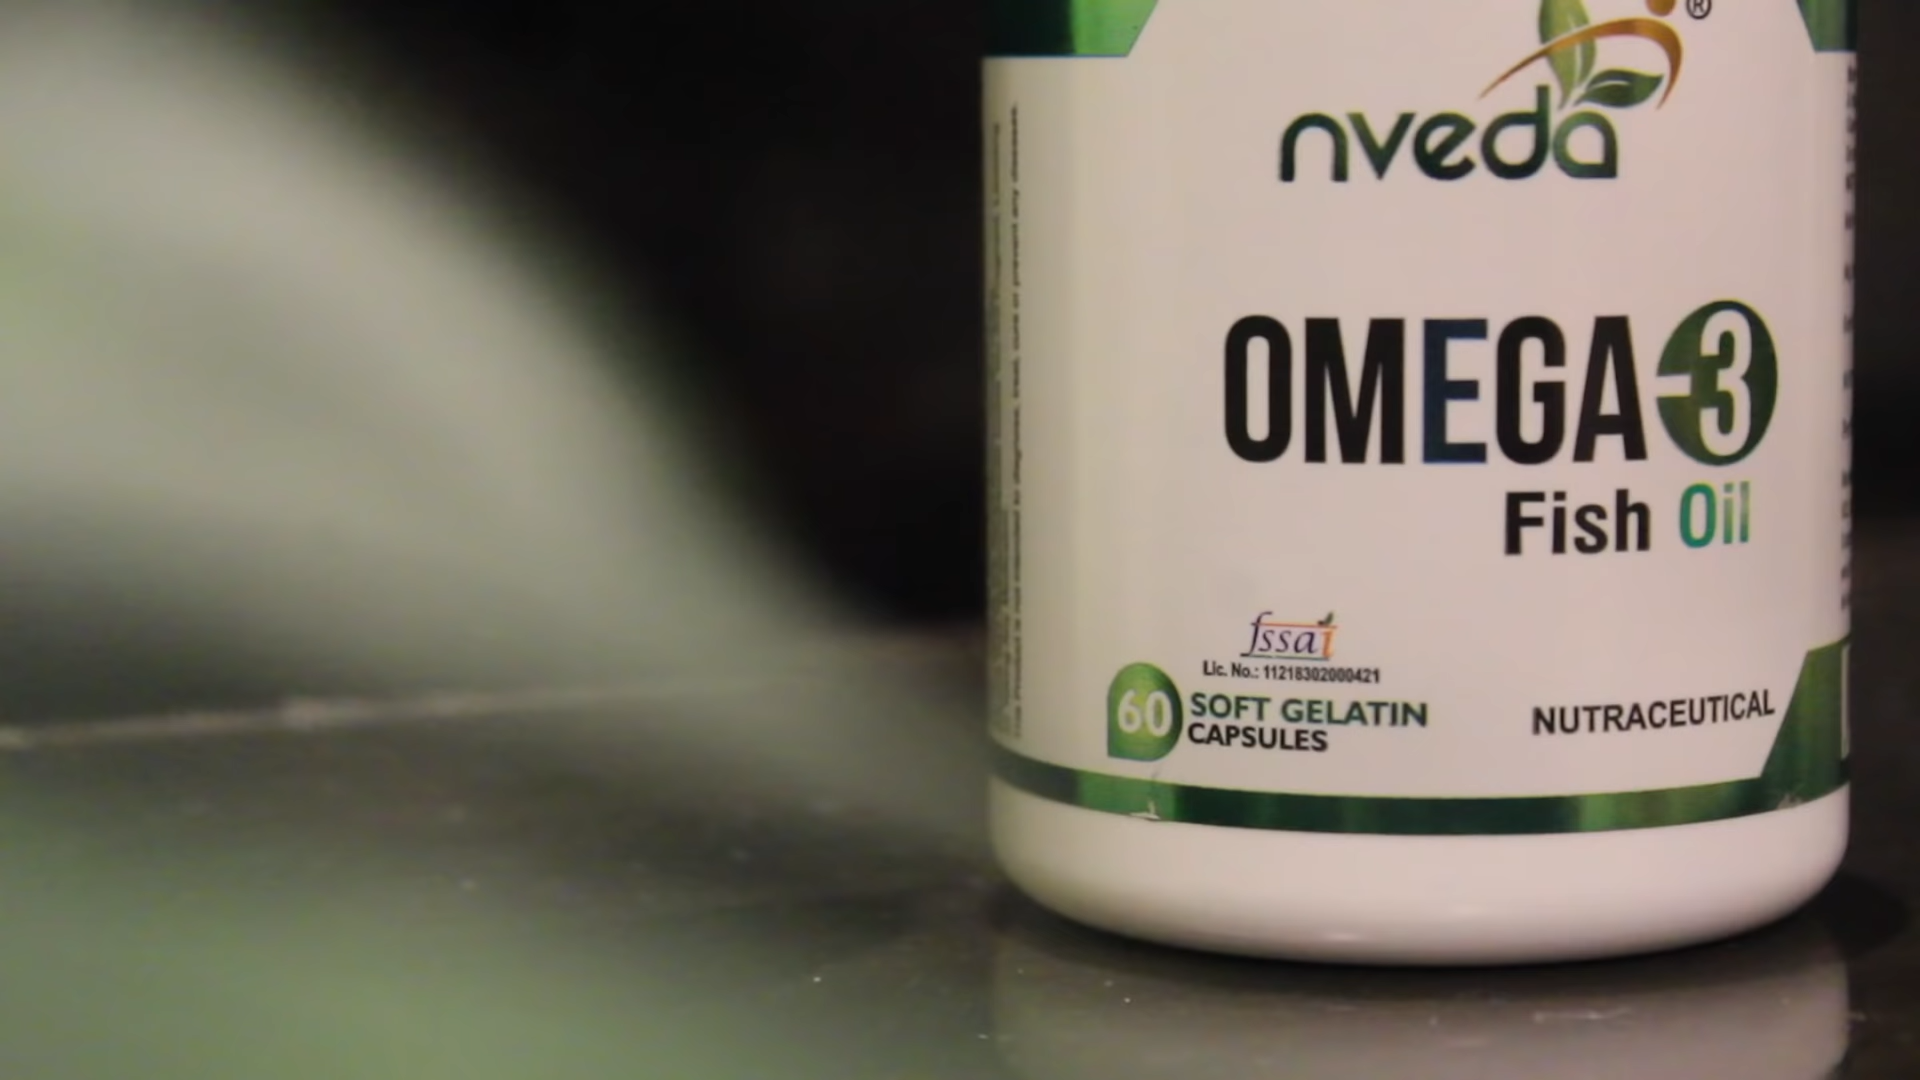 ®
nveda
OMEGA-3
Fish Oil
fssai
Lic. No.: 11218302000421
60 SOFT GELATIN
CAPSULES
NUTRACEUTICAL